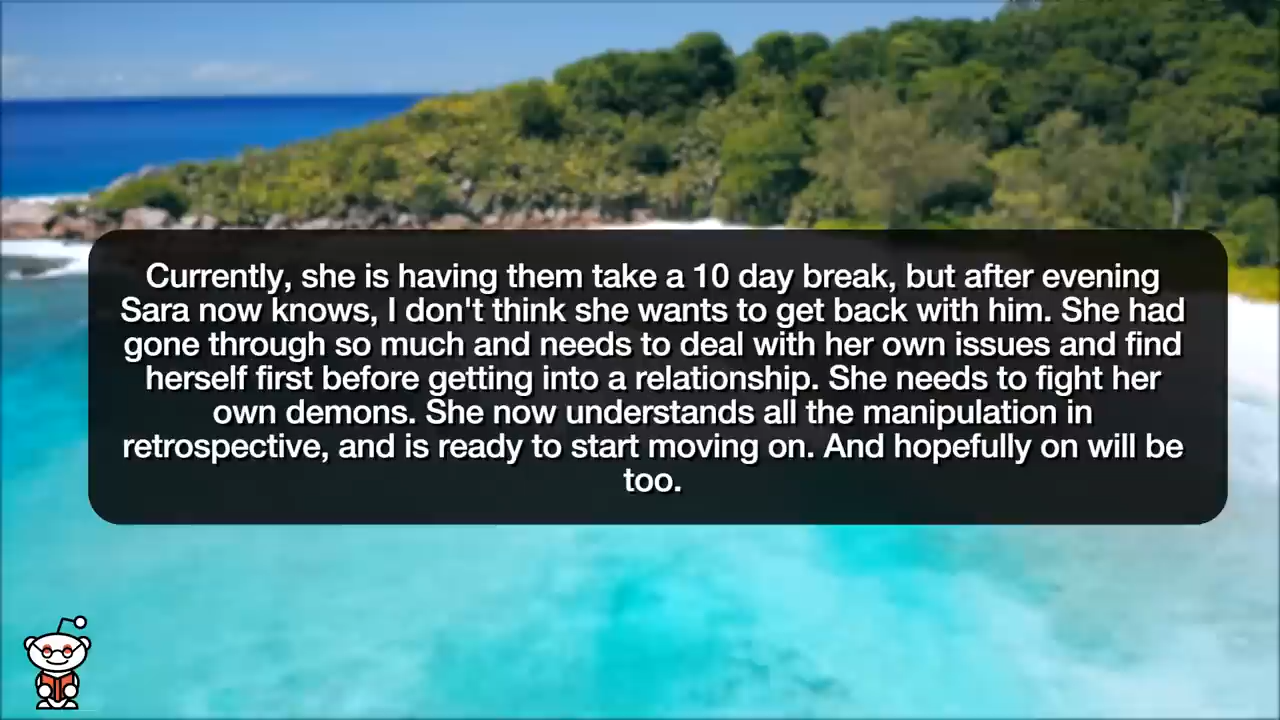 Currently, she is having them take a 10 day break, but after evening
Sara now knows, I don't think she wants to get back with him. She had
gone through so much and needs to deal with her own issues and find
herself first before getting into a relationship. She needs to fight her
own demons. She now understands all the manipulation in
retrospective, and is ready to start moving on. And hopefully on will be
too.